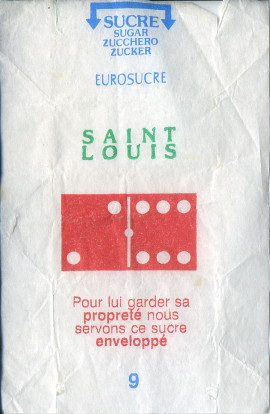 SUCRE
SUGAR
ZUCCHERO
ZUCKER
EUROSUCRE
SAINT
LOUIS
Pour lui garder sa
propreté nous
servons ce sucre
enveloppé
9